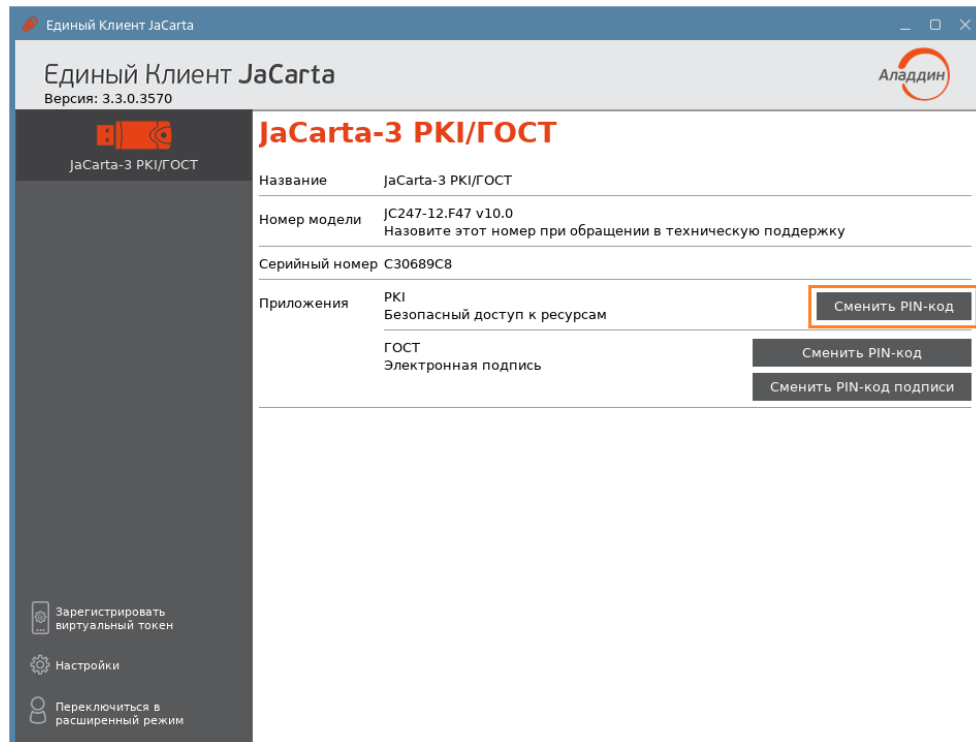 Единый Клиент JaCarta
Единый Клиент JaCarta
Версия: 3.3.0.3570
Аладдин
JaCarta-3 PKI/ГОСТ
JaCarta-3 PKI/ГОСТ
Название JaCarta-3 PKI/ГОСТ
Номер модели JC247-12.F47 v10.0
Назовите этот номер при обращении в техническую поддержку
Серийный номер C30689C8
Приложения PKI
Безопасный доступ к ресурсам
Сменить PIN-код
ГОСТ
Электронная подпись
Сменить PIN-код
Сменить PIN-код подписи
Зарегистрировать
виртуальный токен
Настройки
Переключиться в
расширенный режим